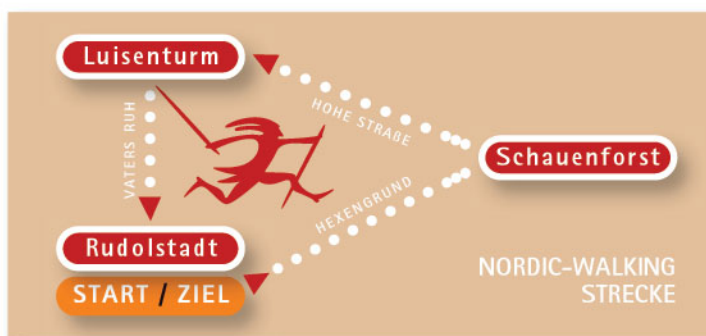 Luisenturm
HOHE STRAßE
VATERS RUH
Schauenforst
HEXENGRUND
Rudolstadt
START / ZIEL
NORDIC-WALKING
STRECKE